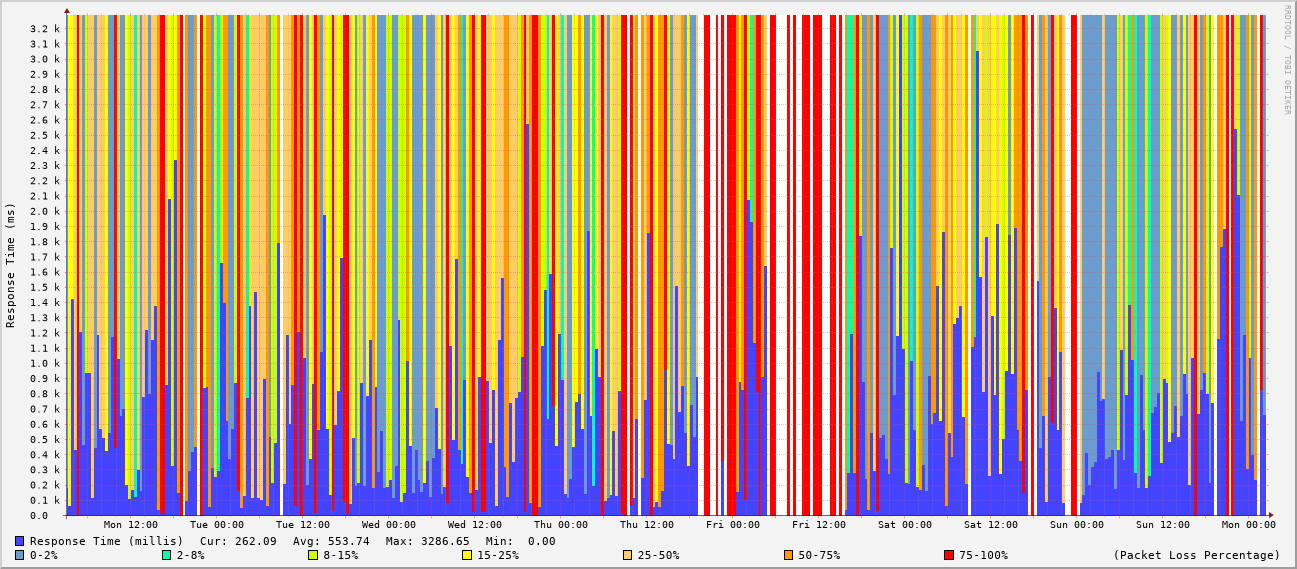 RRDTOOL / TOBI OETIKER
Response Time (ms)
3.2 k
3.1 k
3.0 k
2.9 k
2.8 k
2.7 k
2.6 k
2.5 k
2.4 k
2.3 k
2.2 k
2.1 k
2.0 k
1.9 k
1.8 k
1.7 k
1.6 k
1.5 k
1.4 k
1.3 k
1.2 k
1.1 k
1.0 k
0.9 k
0.8 k
0.7 k
0.6 k
0.5 k
0.4 k
0.3 k
0.2 k
0.1 k
0.0
Mon 12:00 Tue 00:00 Tue 12:00 Wed 00:00 Wed 12:00 Thu 00:00 Thu 12:00 Fri 00:00 Fri 12:00 Sat 00:00 Sat 12:00 Sun 00:00 Sun 12:00 Mon 00:00
Response Time (millis) Cur: 262.09 Avg: 553.74 Max: 3286.65 Min: 0.00
0-2% 2-8% 8-15% 15-25% 25-50% 50-75% 75-100% (Packet Loss Percentage)